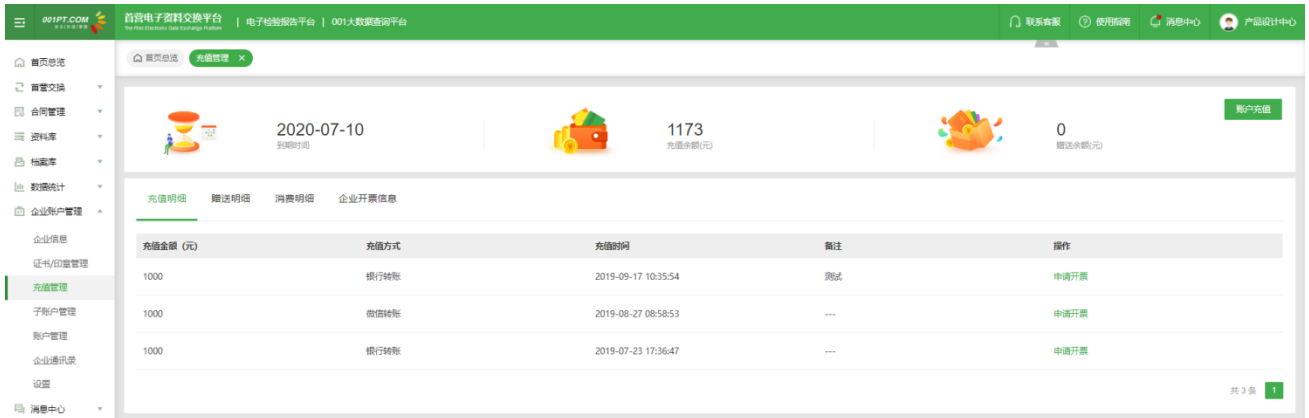 001PT.COM 首营电子资料交换平台 | 电子检验报告平台 | 001大数据查询平台 联系客服 使用指南 消息中心 产品设计中心
The First Electronic Data Exchange Platform
首页总览 首页总览 充值管理 X
首营交换
合同管理
资料库
档案库
数据统计
企业账户管理
企业信息
证书/印章管理
充值管理
子账户管理
账户管理
企业通讯录
设置
消息中心
账户充值
2020-07-10 1173 0
到期时间 充值余额(元) 赠送余额(元)
充值明细 赠送明细 消费明细 企业开票信息
充值金额 (元) 充值方式 充值时间 备注 操作
1000 银行转账 2019-09-17 10:35:54 测试 申请开票
1000 微信转账 2019-08-27 08:58:53 --- 申请开票
1000 银行转账 2019-07-23 17:36:47 --- 申请开票
共 3 条 1